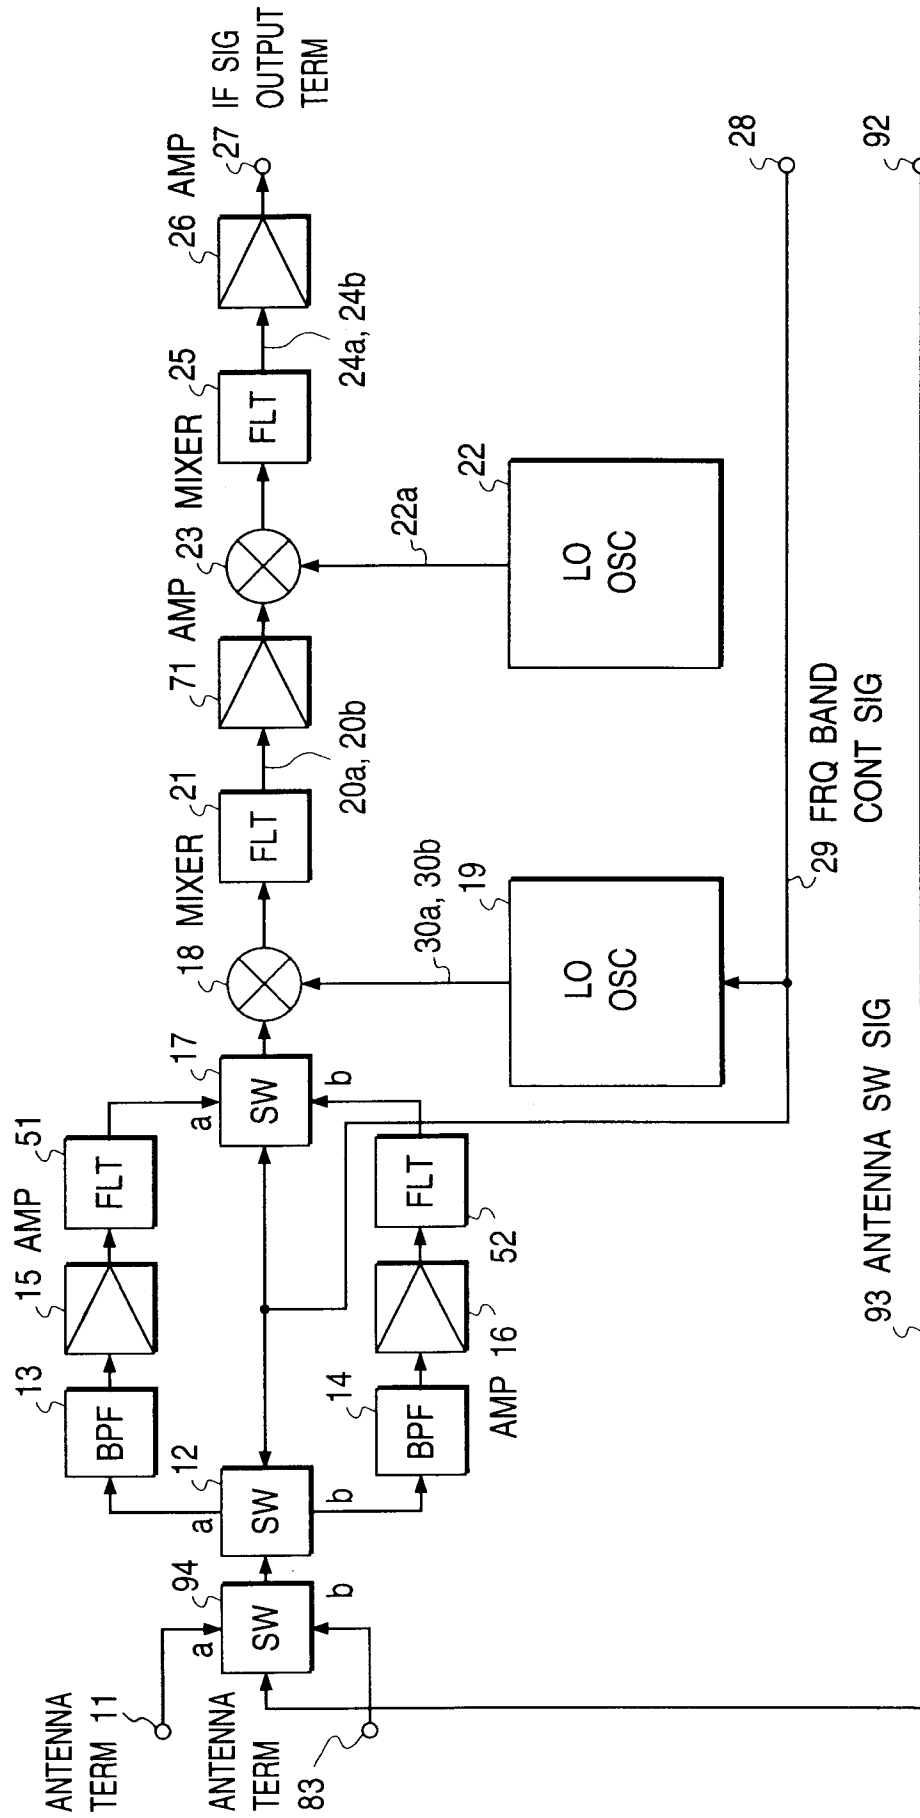 ANTENNA
TERM 11
ANTENNA
TERM
83
a
94
SW
b
12
a
SW
b
13
BPF
15 AMP
51
FLT
14
BPF
AMP 16
FLT
52
17
a
SW
b
18 MIXER
30a, 30b
19
LO
OSC
21
FLT
20a, 20b
71 AMP
23 MIXER
22a
22
LO
OSC
25
FLT
24a, 24b
26 AMP
27
IF SIG
OUTPUT
TERM
28
29 FRQ BAND
CONT SIG
92
93 ANTENNA SW SIG